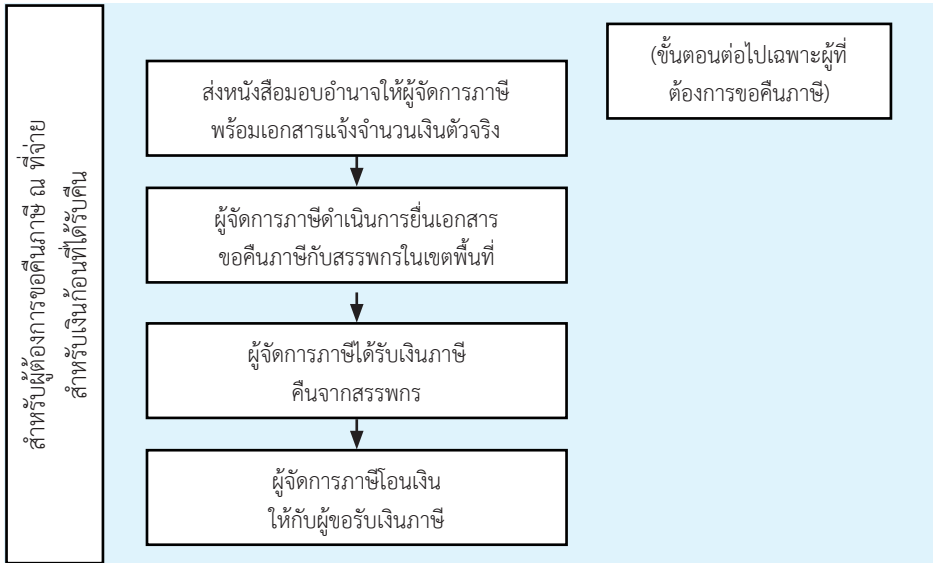 สำหรับผู้ต้องการขอคืนภาษี ณ ที่จ่าย
สำหรับเงินก้อนที่ได้รับคืน
(ขั้นตอนต่อไปเฉพาะผู้ที่
ต้องการขอคืนภาษี)
ส่งหนังสือมอบอำนาจให้ผู้จัดการภาษี
พร้อมเอกสารแจ้งจำนวนเงินตัวจริง
ผู้จัดการภาษีดำเนินการยื่นเอกสาร
ขอคืนภาษีกับสรรพกรในเขตพื้นที่
ผู้จัดการภาษีได้รับเงินภาษี
คืนจากสรรพกร
ผู้จัดการภาษีโอนเงิน
ให้กับผู้ขอรับเงินภาษี